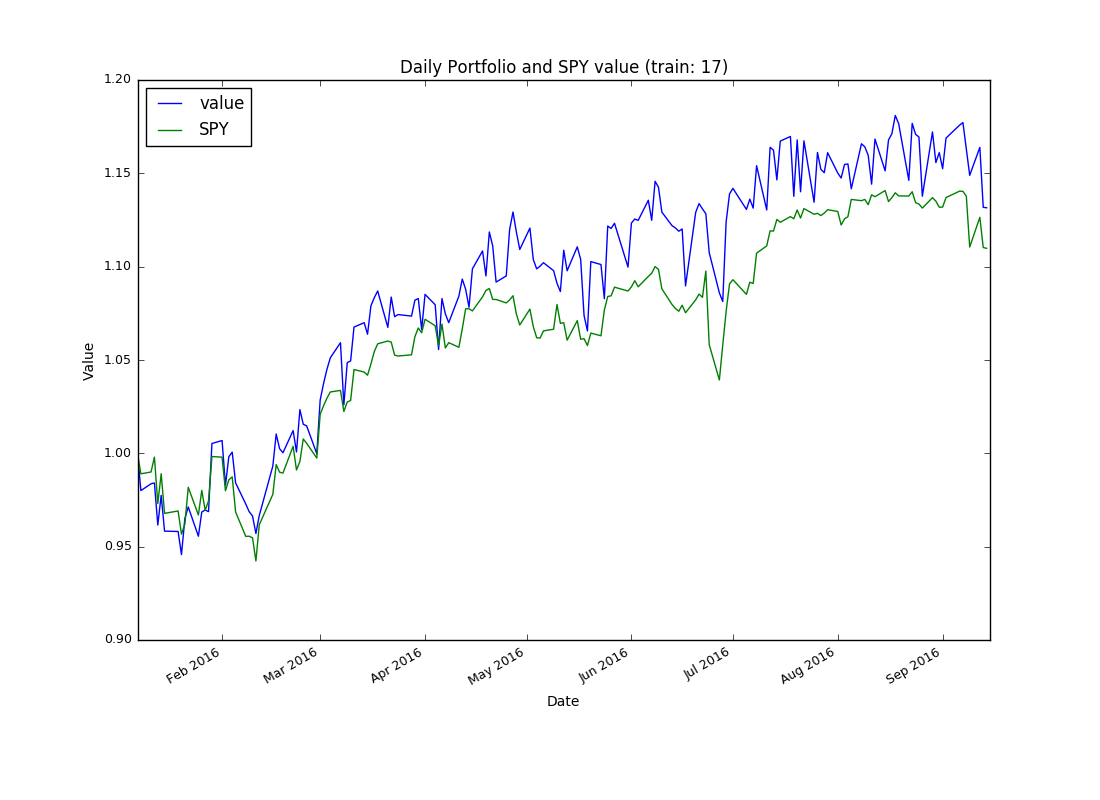 Daily Portfolio and SPY value (train: 17)
value
SPY
1.20
1.15
1.10
1.05
1.00
0.95
0.90
Value
Feb 2016
Mar 2016
Apr 2016
May 2016
Jun 2016
Jul 2016
Aug 2016
Sep 2016
Date